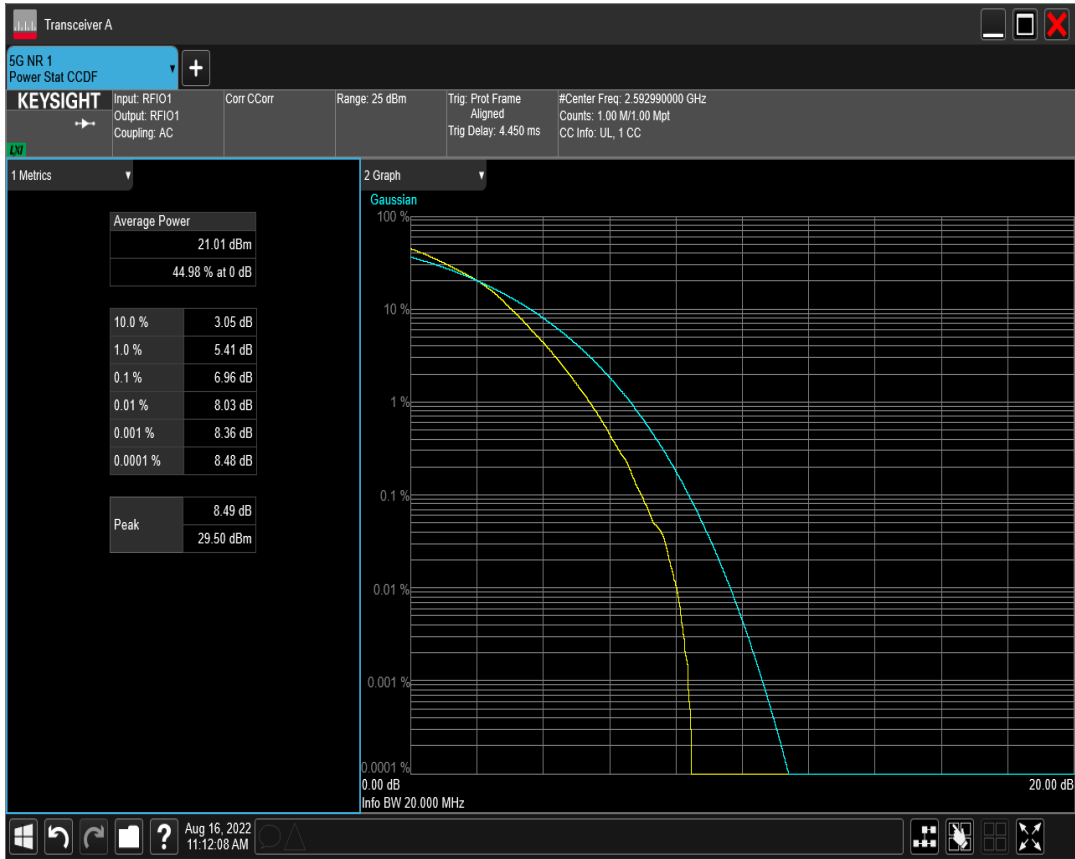 Transceiver A
5G NR 1
Power Stat CCDF
KEYSIGHT
LXI
Input: RFIO1
Output: RFIO1
Coupling: AC
Corr CCorr
Range: 25 dBm
Trig: Prot Frame
Aligned
Trig Delay: 4.450 ms
#Center Freq: 2.592990000 GHz
Counts: 1.00 M/1.00 Mpt
CC Info: UL, 1 CC
1 Metrics
Average Power
21.01 dBm
44.98 % at 0 dB
10.0 % 3.05 dB
1.0 % 5.41 dB
0.1 % 6.96 dB
0.01 % 8.03 dB
0.001 % 8.36 dB
0.0001 % 8.48 dB
Peak
8.49 dB
29.50 dBm
2 Graph
Gaussian
100 %
10 %
1 %
0.1 %
0.01 %
0.001 %
0.0001 %
0.00 dB 20.00 dB
Info BW 20.000 MHz
Aug 16, 2022
11:12:08 AM